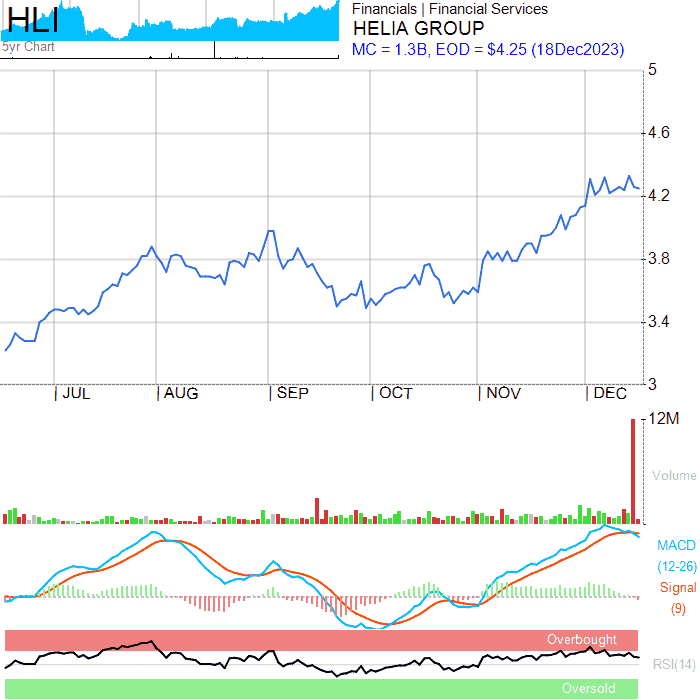 HLI
5yr Chart
Financials | Financial Services
HELIA GROUP
MC = 1.3B, EOD = $4.25 (18Dec2023)
5
4.6
4.2
3.8
3.4
3
| JUL | AUG | SEP | OCT | NOV | DEC
12M
Volume
MACD
(12-26)
Signal
(9)
Overbought
RSI(14)
Oversold